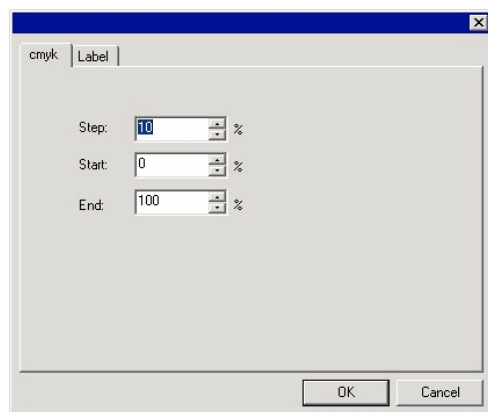 cmyk Label
Step: 10 %
Start: 0 %
End: 100 %
OK Cancel